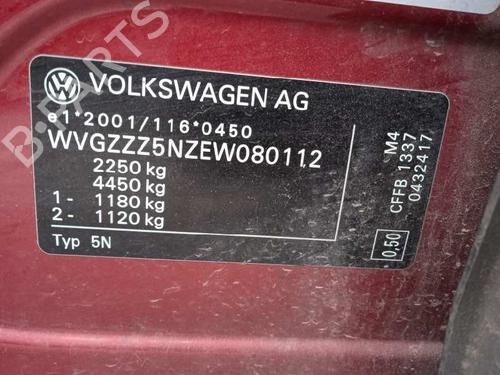 B-PARTS
VOLKSWAGEN AG
e1*2001/116*0450
WVGZZZ5NZEW080112
2250 kg
4450 kg
1- 1180 kg
2- 1120 kg
Typ 5N
M4
CFFB 1337
0432417
0,50